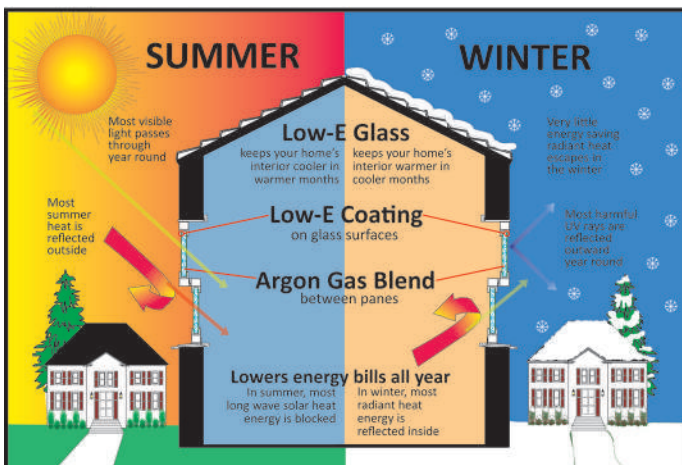 SUMMER
WINTER
Most visible
light passes
through
year round
Low-E Glass
keeps your home's
interior cooler in
warmer months
keeps your home's
interior warmer in
cooler months
Very little
energy saving
radiant heat
escapes in
the winter
Most
summer
heat is
reflected
outside
Low-E Coating
on glass surfaces
Most harmful
UV rays are
reflected
outward
year round
Argon Gas Blend
between panes
Lowers energy bills all year
In summer, most
long wave solar heat
energy is blocked
In winter, most
radiant heat
energy is
reflected inside